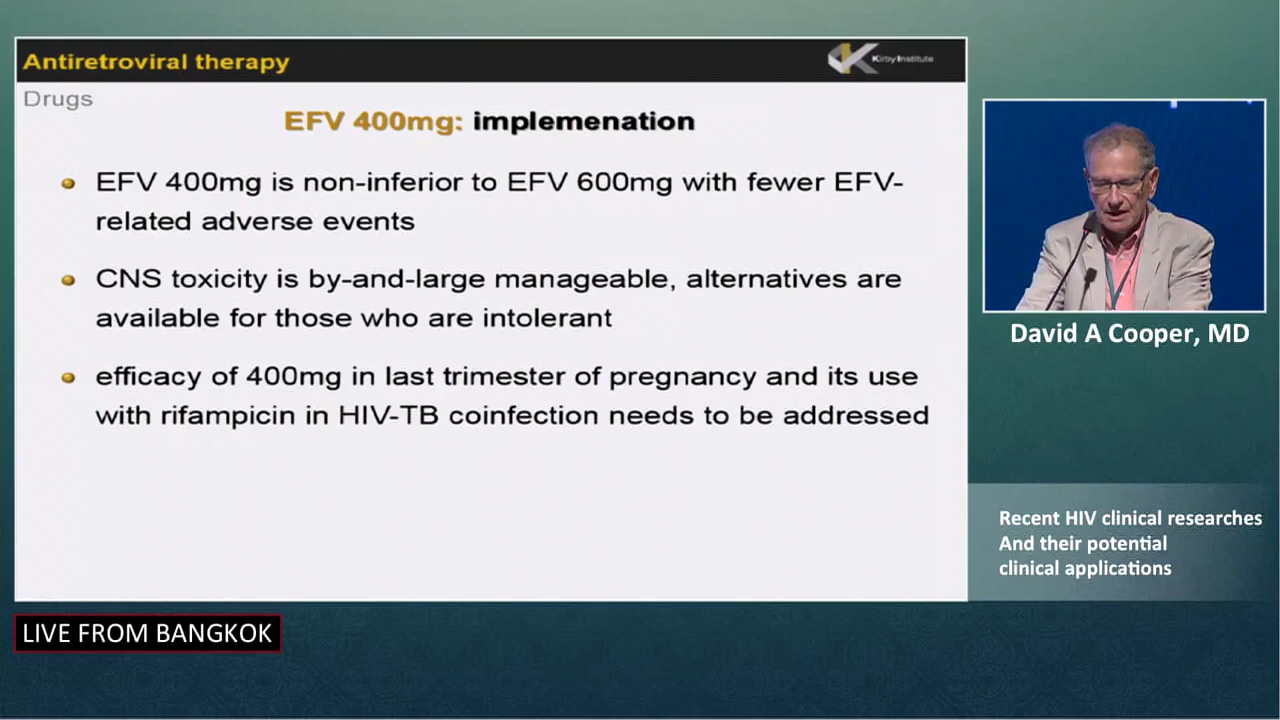 Antiretroviral therapy
Kirby Institute
Drugs
EFV 400mg: implemenation
EFV 400mg is non-inferior to EFV 600mg with fewer EFV-
related adverse events
CNS toxicity is by-and-large manageable, alternatives are
available for those who are intolerant
efficacy of 400mg in last trimester of pregnancy and its use
with rifampicin in HIV-TB coinfection needs to be addressed
David A Cooper, MD
Recent HIV clinical researches
And their potential
clinical applications
LIVE FROM BANGKOK